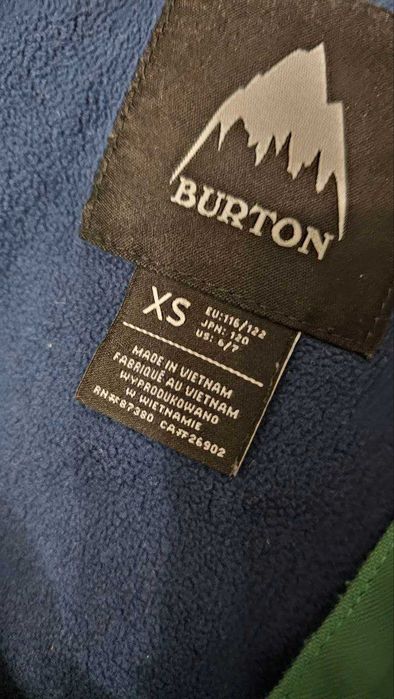 BURTON
XS
EU:116/122
JPN: 120
US: 6/7
MADE IN VIETNAM
FABRIQUÉ AU VIETNAM
WYPRODUKOWANO
W WIETNAMIE
RN# 87380 CA# 26902